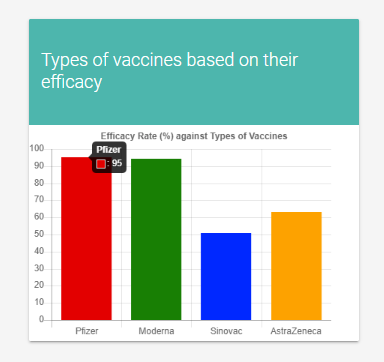 Types of vaccines based on their
efficacy
Efficacy Rate (%) against Types of Vaccines
Pfizer
: 95
100
90
80
70
60
50
40
30
20
10
0
Pfizer Moderna Sinovac AstraZeneca